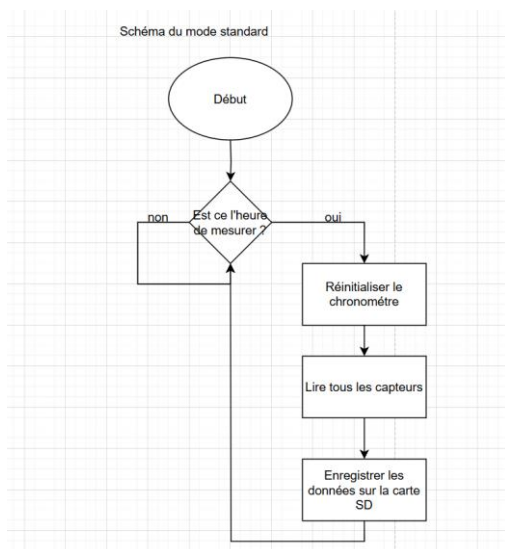 Schéma du mode standard
Début
non
Est ce l'heure
de mesurer ?
oui
Réinitialiser le
chronométre
Lire tous les capteurs
Enregistrer les
données sur la carte
SD